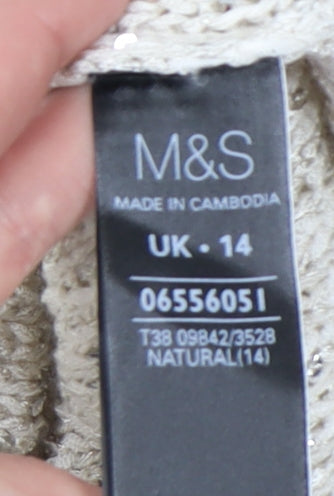 M&S
MADE IN CAMBODIA
UK • 14
06556051
T38 09842/3528
NATURAL(14)